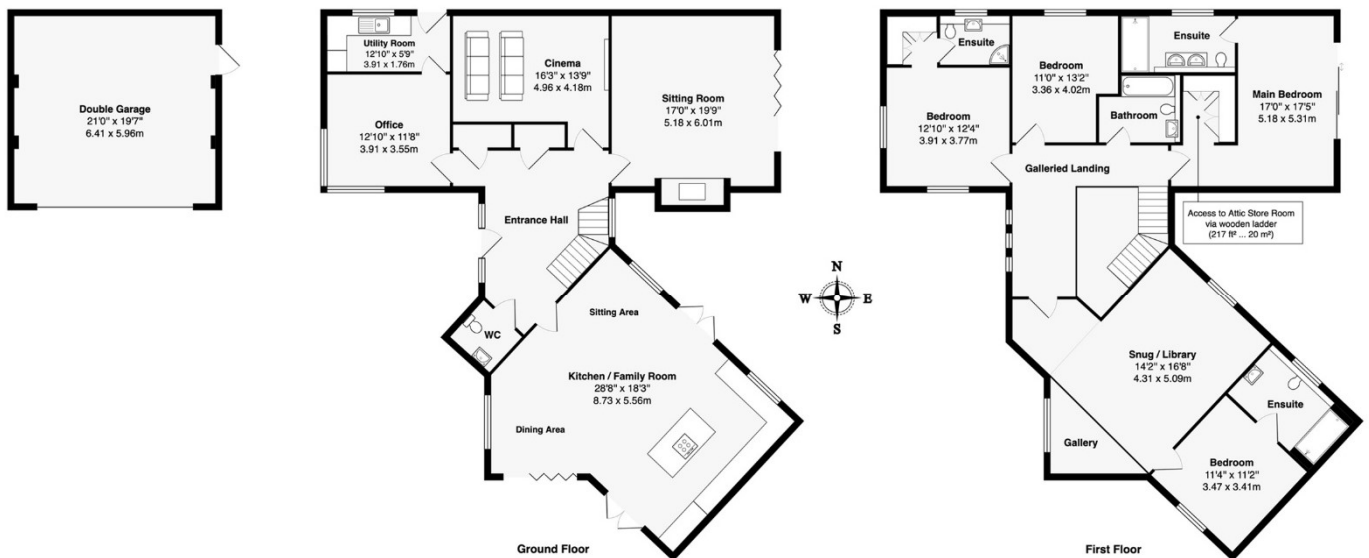 Double Garage
21'0" x 19'7"
6.41 x 5.96m
Utility Room
12'10" x 5'9"
3.91 x 1.76m
Office
12'10" x 11'8"
3.91 x 3.55m
Cinema
16'3" x 13'9"
4.96 x 4.18m
Sitting Room
17'0" x 19'9"
5.18 x 6.01m
Entrance Hall
WC
Sitting Area
Kitchen / Family Room
28'8" x 18'3"
8.73 x 5.56m
Dining Area
Ground Floor
N
W
E
S
Ensuite
Bedroom
12'10" x 12'4"
3.91 x 3.77m
Bedroom
11'0" x 13'2"
3.36 x 4.02m
Ensuite
Bathroom
Main Bedroom
17'0" x 17'5"
5.18 x 5.31m
Galleried Landing
Access to Attic Store Room
via wooden ladder
(217 ft² ... 20 m²)
Snug / Library
14'2" x 16'8"
4.31 x 5.09m
Ensuite
Gallery
Bedroom
11'4" x 11'2"
3.47 x 3.41m
First Floor